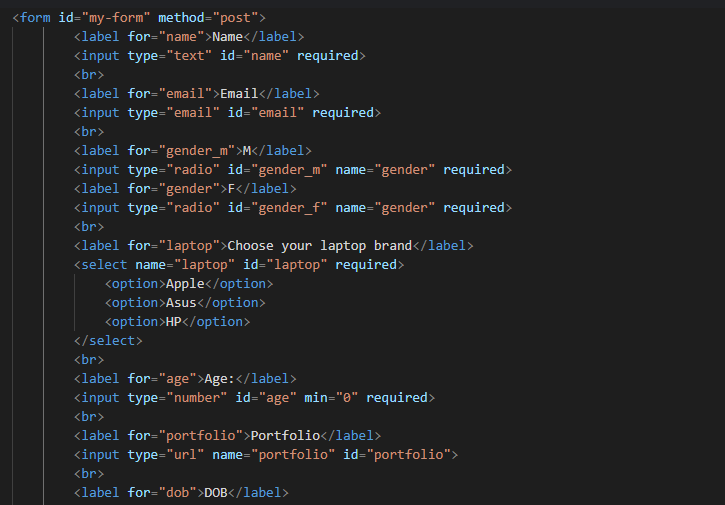 <form id="my-form" method="post">
<label for="name">Name</label>
<input type="text" id="name" required>
<br>
<label for="email">Email</label>
<input type="email" id="email" required>
<br>
<label for="gender_m">M</label>
<input type="radio" id="gender_m" name="gender" required>
<label for="gender">F</label>
<input type="radio" id="gender_f" name="gender" required>
<br>
<label for="laptop">Choose your laptop brand</label>
<select name="laptop" id="laptop" required>
<option>Apple</option>
<option>Asus</option>
<option>HP</option>
</select>
<br>
<label for="age">Age:</label>
<input type="number" id="age" min="0" required>
<br>
<label for="portfolio">Portfolio</label>
<input type="url" name="portfolio" id="portfolio">
<br>
<label for="dob">DOB</label>